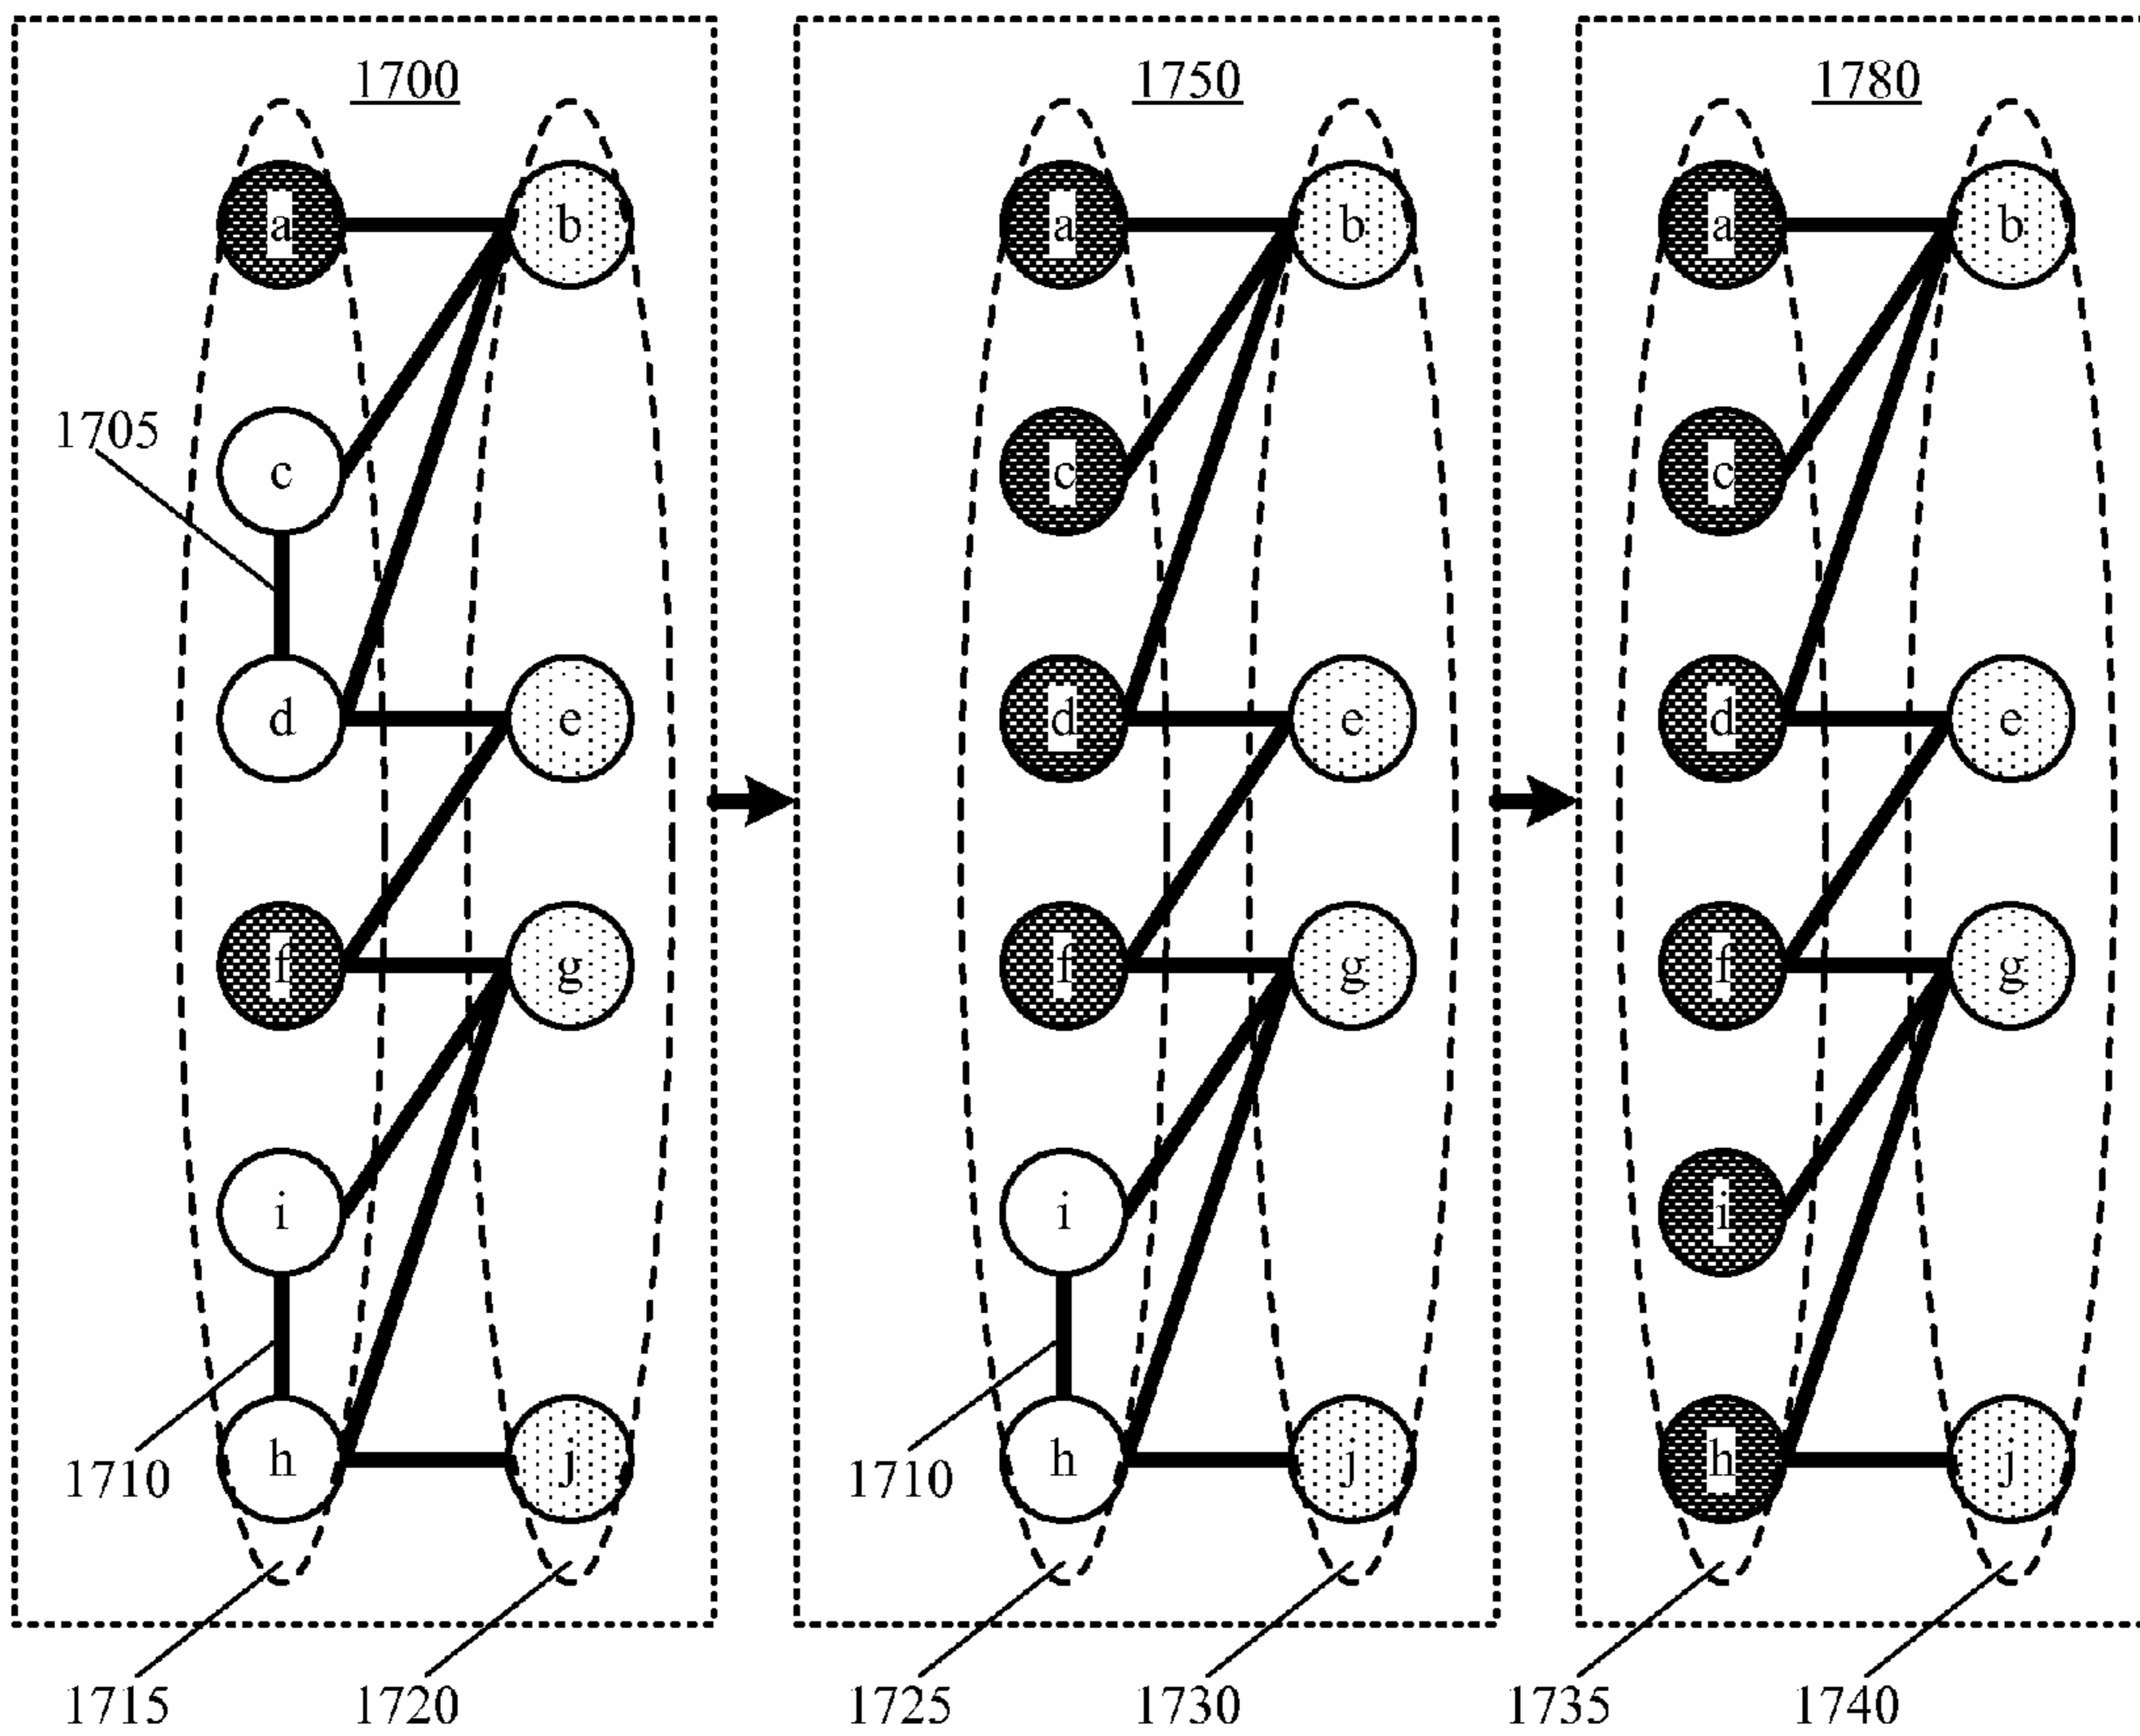 1700 1750 1780
a b a b a b
1705 c c c
d e d e d e
f g f g f g
i i i
1710 h j 1710 h j h j
1715 1720 1725 1730 1735 1740